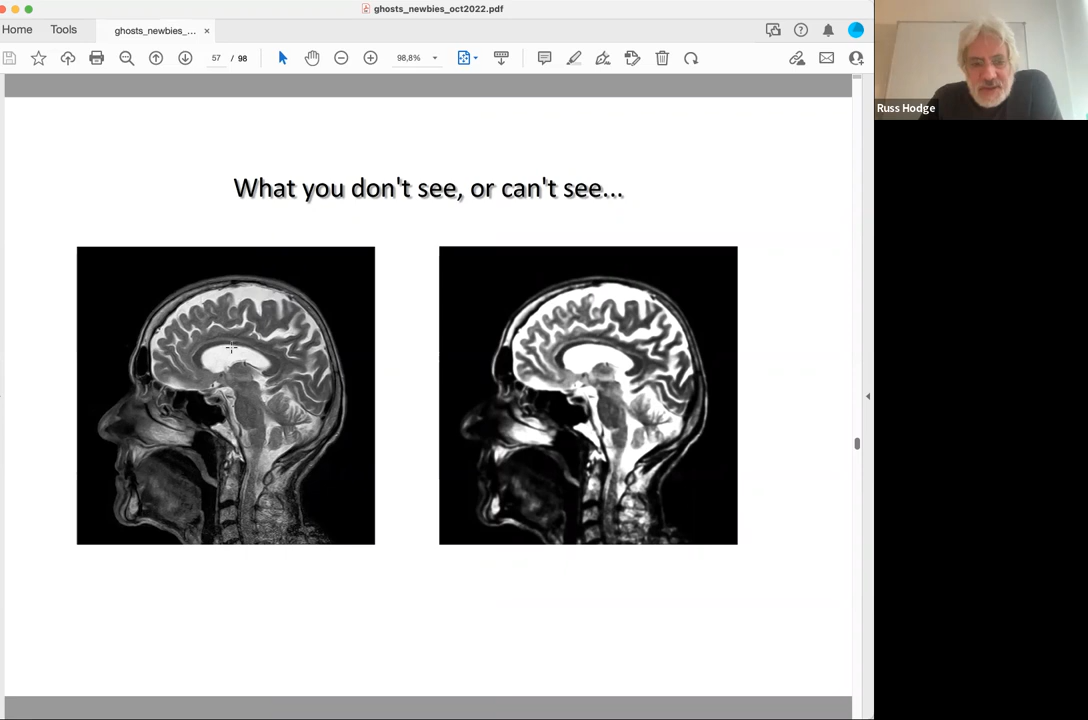 ghosts_newbies_oct2022.pdf
Home
Tools
ghosts_newbies_...
57 / 98
98,8%
Russ Hodge
What you don't see, or can't see...